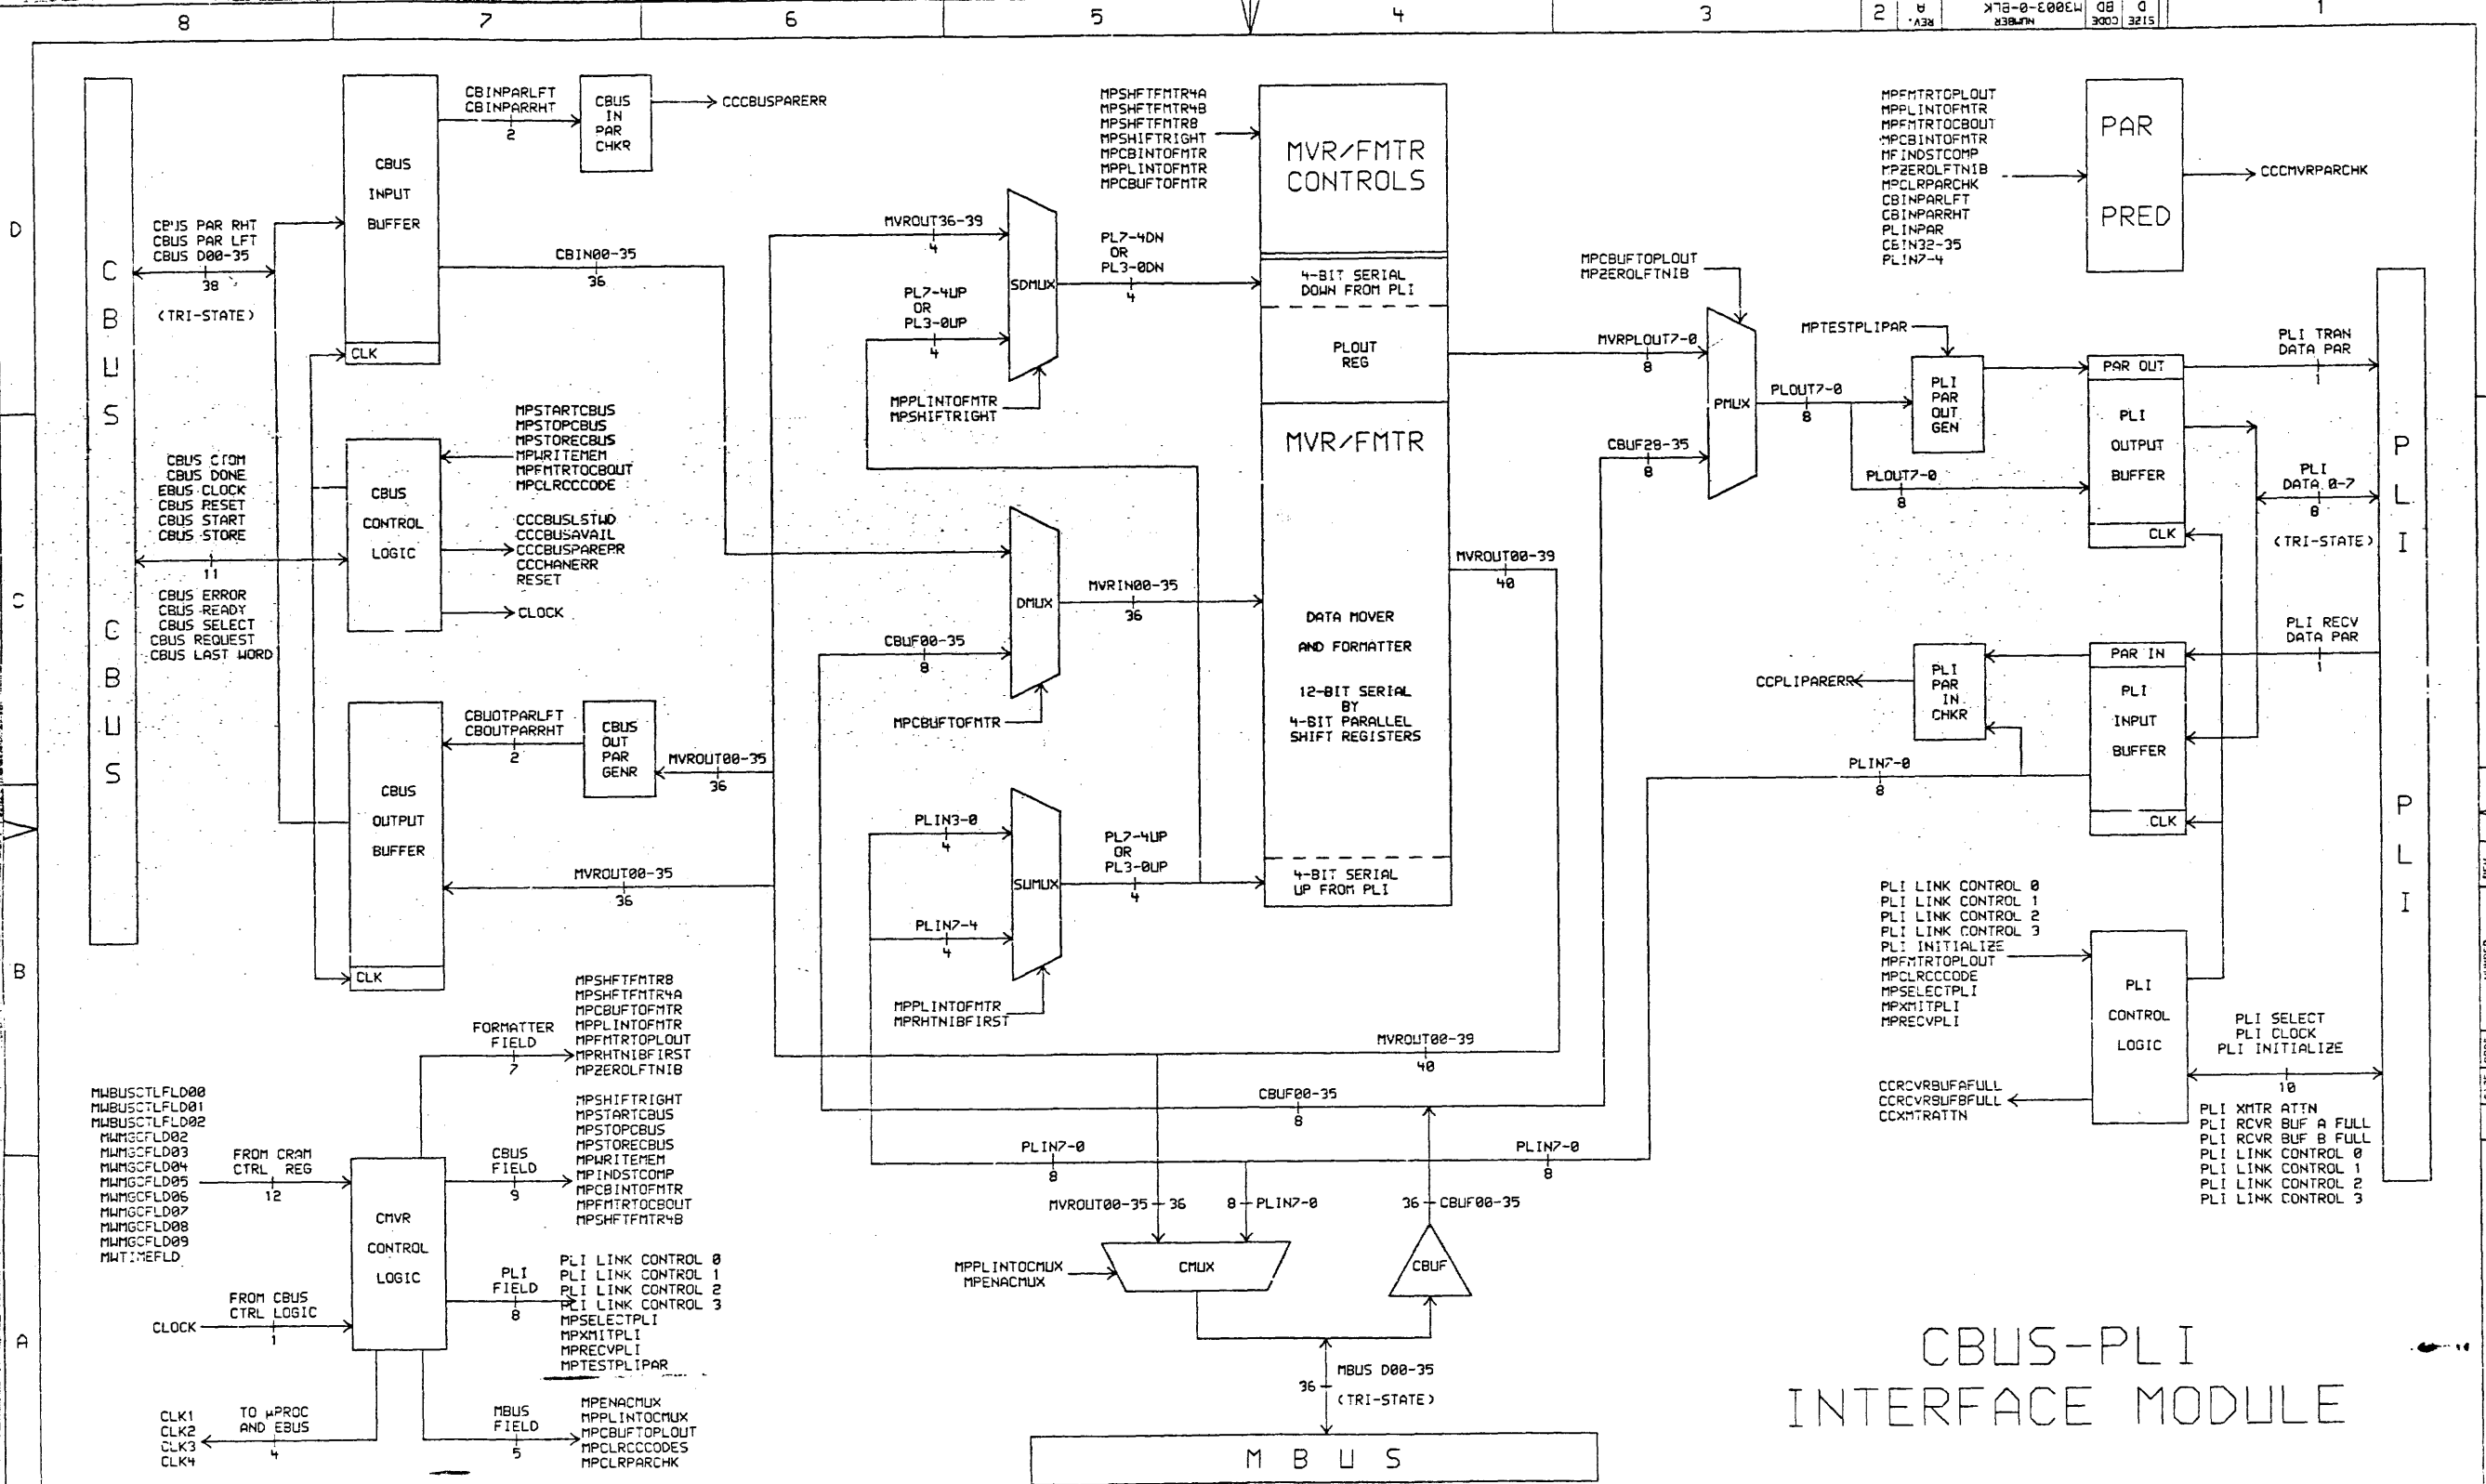 8
7
6
5
4
3
2
1
REV.
A
NUMBER
M3003-0-BLK
SIZE
CODE
D
BD
D
C
B
A
C B U S
C B U S
CBUS PAR RHT
CBUS PAR LFT
CBUS D00-35
38
(TRI-STATE)
CBUS
INPUT
BUFFER
CLK
CBINPARLFT
CBINPARRHT
2
CBUS
IN
PAR
CHKR
CCCBUSPARERR
CBIN00-35
36
CBUS CTOM
CBUS DONE
EBUS CLOCK
CBUS RESET
CBUS START
CBUS STORE
11
CBUS ERROR
CBUS READY
CBUS SELECT
CBUS REQUEST
CBUS LAST WORD
CBUS
CONTROL
LOGIC
MPSTARTCBUS
MPSTOPCBUS
MPSTORECBUS
MPWRITEMEM
MPFMTRTOCBOUT
MPCLRCCCODE
CCCBUSLSTWD
CCCBUSAVAIL
CCCBUSPARERR
CCCHANERR
RESET
CLOCK
CBUS
OUTPUT
BUFFER
CLK
CBUOTPARLFT
CBOUTPARRHT
2
CBUS
OUT
PAR
GENR
MVROUT00-35
36
MVROUT00-35
36
MPSHFTFMTR4A
MPSHFTFMTR4B
MPSHFTFMTR8
MPSHIFTRIGHT
MPCBINTOFMTR
MPPLINTOFMTR
MPCBUFTOFMTR
MVR/FMTR
CONTROLS
4-BIT SERIAL
DOWN FROM PLI
PLOUT
REG
MVR/FMTR
DATA MOVER
AND FORMATTER
12-BIT SERIAL
BY
4-BIT PARALLEL
SHIFT REGISTERS
4-BIT SERIAL
UP FROM PLI
MVROUT36-39
4
PL7-4UP
OR
PL3-0UP
4
SDMUX
PL7-4DN
OR
PL3-0DN
4
MPPLINTOFMTR
MPSHIFTRIGHT
DMUX
MVRIN00-35
36
CBUF00-35
8
MPCBUFTOFMTR
PLIN3-0
4
PLIN7-4
4
SUMUX
PL7-4UP
OR
PL3-0UP
4
MPPLINTOFMTR
MPRHTNIBFIRST
MVROUT00-39
40
MVROUT00-39
40
CBUF00-35
8
PLIN7-0
8
PLIN7-0
8
MVROUT00-35
36
8
PLIN7-0
36
CBUF00-35
MPPLINTOCMUX
MPENACMUX
CMUX
CBUF
36
MBUS D00-35
(TRI-STATE)
M B U S
MPCBUFTOPLOUT
MPZEROLFTNIB
MVRPLOUT7-0
8
CBUF28-35
8
PMUX
PLOUT7-0
8
PLOUT7-0
8
MPTESTPLIPAR
PLI
PAR
OUT
GEN
PAR OUT
PLI
OUTPUT
BUFFER
CLK
PLI TRAN
DATA PAR
1
PLI
DATA 0-7
8
(TRI-STATE)
MPFMTRTOPLOUT
MPPLINTOFMTR
MPFMTRTOCBOUT
MPCBINTOFMTR
MFINDSTCOMP
MPZEROLFTNIB
MPCLRPARCHK
CBINPARLFT
CBINPARRHT
PLINPAR
CBIN32-35
PLIN7-4
PAR
PRED
CCCMVRPARCHK
PLI RECV
DATA PAR
1
PAR IN
PLI
INPUT
BUFFER
CLK
PLI
PAR
IN
CHKR
CCPLIPARERR
PLIN7-0
8
P L I
P L I
PLI LINK CONTROL 0
PLI LINK CONTROL 1
PLI LINK CONTROL 2
PLI LINK CONTROL 3
PLI INITIALIZE
MPFMTRTOPLOUT
MPCLRCCCODE
MPSELECTPLI
MPXMITPLI
MPRECVPLI
PLI
CONTROL
LOGIC
CCRCVRBUFAFULL
CCRCVRBUFBFULL
CCXMTRATTN
PLI SELECT
PLI CLOCK
PLI INITIALIZE
10
PLI XMTR ATTN
PLI RCVR BUF A FULL
PLI RCVR BUF B FULL
PLI LINK CONTROL 0
PLI LINK CONTROL 1
PLI LINK CONTROL 2
PLI LINK CONTROL 3
MWBUSCTLFLD00
MWBUSCTLFLD01
MWBUSCTLFLD02
MWMGCFLD02
MWMGCFLD03
MWMGCFLD04
MWMGCFLD05
MWMGCFLD06
MWMGCFLD07
MWMGCFLD08
MWMGCFLD09
MWTIMEFLD
FROM CRAM
CTRL REG
12
FROM CBUS
CTRL LOGIC
CLOCK
1
CMVR
CONTROL
LOGIC
FORMATTER
FIELD
7
MPSHFTFMTR8
MPSHFTFMTR4A
MPCBUFTOFMTR
MPPLINTOFMTR
MPFMTRTOPLOUT
MPRHTNIBFIRST
MPZEROLFTNIB
CBUS
FIELD
9
MPSHIFTRIGHT
MPSTARTCBUS
MPSTOPCBUS
MPSTORECBUS
MPWRITEMEM
MPINDSTCOMP
MPCBINTOFMTR
MPFMTRTOCBOUT
MPSHFTFMTR4B
PLI
FIELD
8
PLI LINK CONTROL 0
PLI LINK CONTROL 1
PLI LINK CONTROL 2
PLI LINK CONTROL 3
MPSELECTPLI
MPXMITPLI
MPRECVPLI
MPTESTPLIPAR
MBUS
FIELD
5
MPENACMUX
MPPLINTOCMUX
MPCBUFTOPLOUT
MPCLRCCCODES
MPCLRPARCHK
CLK1
CLK2
CLK3
CLK4
TO µPROC
AND EBUS
4
CBUS-PLI
INTERFACE MODULE